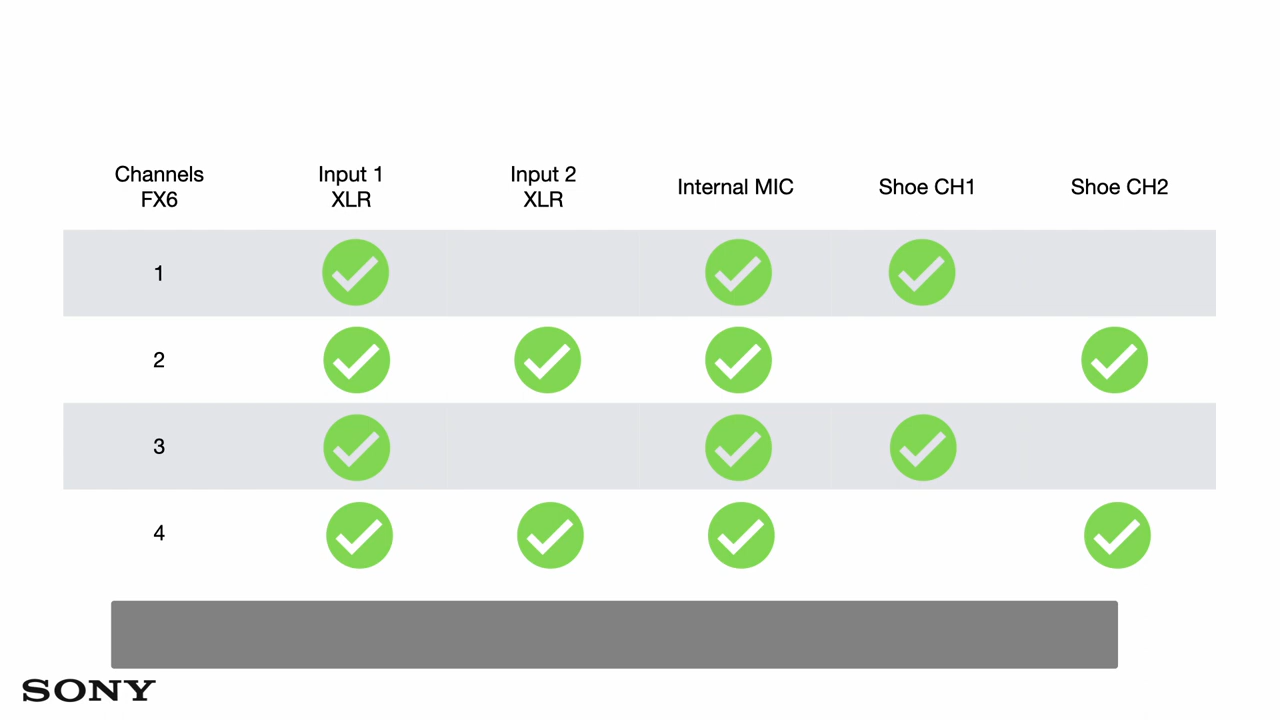 Channels
FX6
Input 1
XLR
Input 2
XLR
Internal MIC
Shoe CH1
Shoe CH2
1
2
3
4
SONY